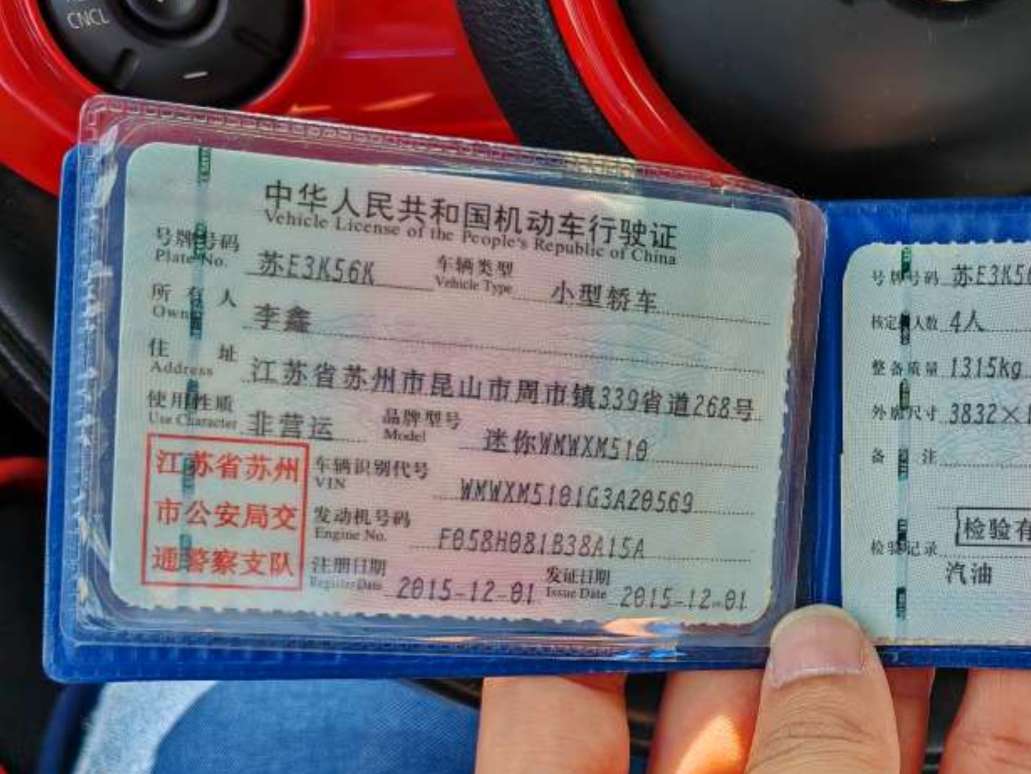 CNCL
中华人民共和国机动车行驶证
Vehicle License of the People's Republic of China
号牌号码 苏E3K56K 车辆类型 小型轿车
Plate No. Vehicle Type
所有人 李鑫
Owner
住址 江苏省苏州市昆山市周市镇339省道268号
Address
使用性质 非营运 品牌型号 迷你WMWXM510
Use Character Model
江苏省苏州
市公安局交
通警察支队
车辆识别代号 WMWXM5101G3A20569
VIN
发动机号码 F058H081B38A15A
Engine No.
注册日期 2015-12-01 发证日期 2015-12-01
Register Date Issue Date
号牌号码 苏E3K5
核定人数 4人
整备质量 1315kg
外廓尺寸 3832×
备注
检验有
检验记录
汽油